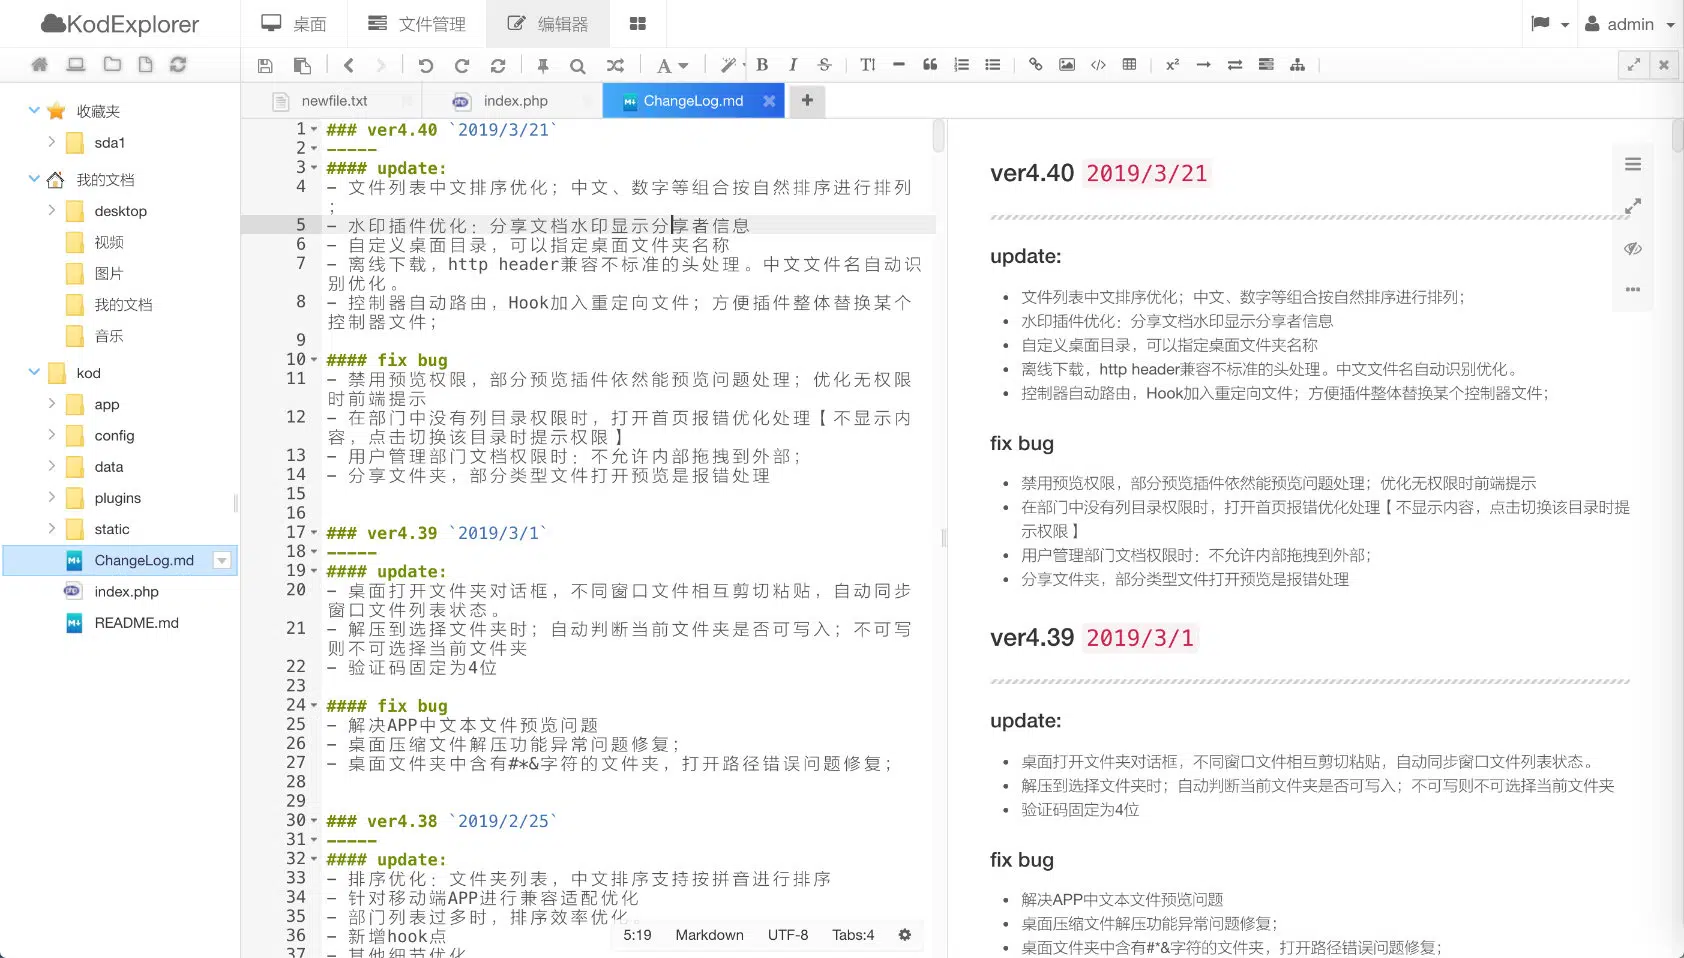 KodExplorer
桌面
文件管理
编辑器
admin
newfile.txt
index.php
ChangeLog.md
收藏夹
sda1
我的文档
desktop
视频
图片
我的文档
音乐
kod
app
config
data
plugins
static
ChangeLog.md
index.php
README.md
1 ### ver4.40 `2019/3/21`
2 -----
3 #### update:
4 - 文件列表中文排序优化；中文、数字等组合按自然排序进行排列
；
5 - 水印插件优化：分享文档水印显示分享者信息
6 - 自定义桌面目录，可以指定桌面文件夹名称
7 - 离线下载，http header兼容不标准的头处理。中文文件名自动识
别优化。
8 - 控制器自动路由，Hook加入重定向文件；方便插件整体替换某个
控制器文件；
9
10 #### fix bug
11 - 禁用预览权限，部分预览插件依然能预览问题处理；优化无权限
时前端提示
12 - 在部门中没有列目录权限时，打开首页报错优化处理【不显示内
容，点击切换该目录时提示权限】
13 - 用户管理部门文档权限时：不允许内部拖拽到外部；
14 - 分享文件夹，部分类型文件打开预览是报错处理
15
16
17 ### ver4.39 `2019/3/1`
18 -----
19 #### update:
20 - 桌面打开文件夹对话框，不同窗口文件相互剪切粘贴，自动同步
窗口文件列表状态。
21 - 解压到选择文件夹时；自动判断当前文件夹是否可写入；不可写
则不可选择当前文件夹
22 - 验证码固定为4位
23
24 #### fix bug
25 - 解决APP中文本文件预览问题
26 - 桌面压缩文件解压功能异常问题修复；
27 - 桌面文件夹中含有#*&字符的文件夹，打开路径错误问题修复；
28
29
30 ### ver4.38 `2019/2/25`
31 -----
32 #### update:
33 - 排序优化：文件夹列表，中文排序支持按拼音进行排序
34 - 针对移动端APP进行兼容适配优化
35 - 部门列表过多时，排序效率优化。
36 - 新增hook点
37 - 其他细节优化
5:19 Markdown UTF-8 Tabs:4
ver4.40 2019/3/21
update:
文件列表中文排序优化；中文、数字等组合按自然排序进行排列；
水印插件优化：分享文档水印显示分享者信息
自定义桌面目录，可以指定桌面文件夹名称
离线下载，http header兼容不标准的头处理。中文文件名自动识别优化。
控制器自动路由，Hook加入重定向文件；方便插件整体替换某个控制器文件；
fix bug
禁用预览权限，部分预览插件依然能预览问题处理；优化无权限时前端提示
在部门中没有列目录权限时，打开首页报错优化处理【不显示内容，点击切换该目录时提
示权限】
用户管理部门文档权限时：不允许内部拖拽到外部；
分享文件夹，部分类型文件打开预览是报错处理
ver4.39 2019/3/1
update:
桌面打开文件夹对话框，不同窗口文件相互剪切粘贴，自动同步窗口文件列表状态。
解压到选择文件夹时；自动判断当前文件夹是否可写入；不可写则不可选择当前文件夹
验证码固定为4位
fix bug
解决APP中文本文件预览问题
桌面压缩文件解压功能异常问题修复；
桌面文件夹中含有#*&字符的文件夹，打开路径错误问题修复；